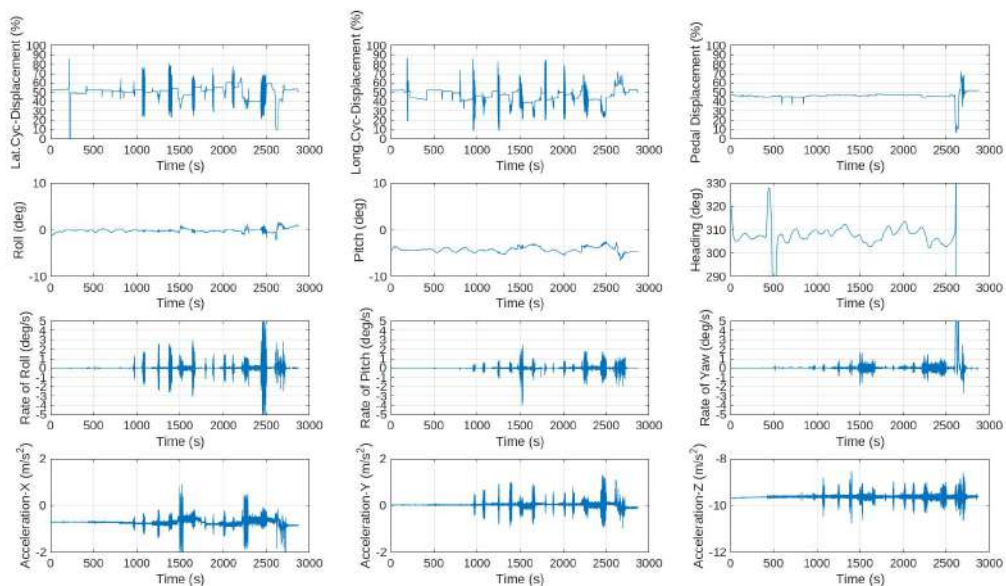 Lat.Cyc-Displacement (%)
100
90
80
70
60
50
40
30
20
10
0
0 500 1000 1500 2000 2500 3000
Time (s)
Long.Cyc-Displacement (%)
100
90
80
70
60
50
40
30
20
10
0
0 500 1000 1500 2000 2500 3000
Time (s)
Pedal Displacement (%)
100
90
80
70
60
50
40
30
20
10
0
0 500 1000 1500 2000 2500 3000
Time (s)
Roll (deg)
10
0
-10
0 500 1000 1500 2000 2500 3000
Time (s)
Pitch (deg)
10
0
-10
0 500 1000 1500 2000 2500 3000
Time (s)
Heading (deg)
330
320
310
300
290
0 500 1000 1500 2000 2500 3000
Time (s)
Rate of Roll (deg/s)
5
4
3
2
1
0
-1
-2
-3
-4
-5
0 500 1000 1500 2000 2500 3000
Time (s)
Rate of Pitch (deg/s)
5
4
3
2
1
0
-1
-2
-3
-4
-5
0 500 1000 1500 2000 2500 3000
Time (s)
Rate of Yaw (deg/s)
5
4
3
2
1
0
-1
-2
-3
-4
-5
0 500 1000 1500 2000 2500 3000
Time (s)
Acceleration-X (m/s²)
2
0
-2
0 500 1000 1500 2000 2500 3000
Time (s)
Acceleration-Y (m/s²)
2
0
-2
0 500 1000 1500 2000 2500 3000
Time (s)
Acceleration-Z (m/s²)
-8
-10
-12
0 500 1000 1500 2000 2500 3000
Time (s)